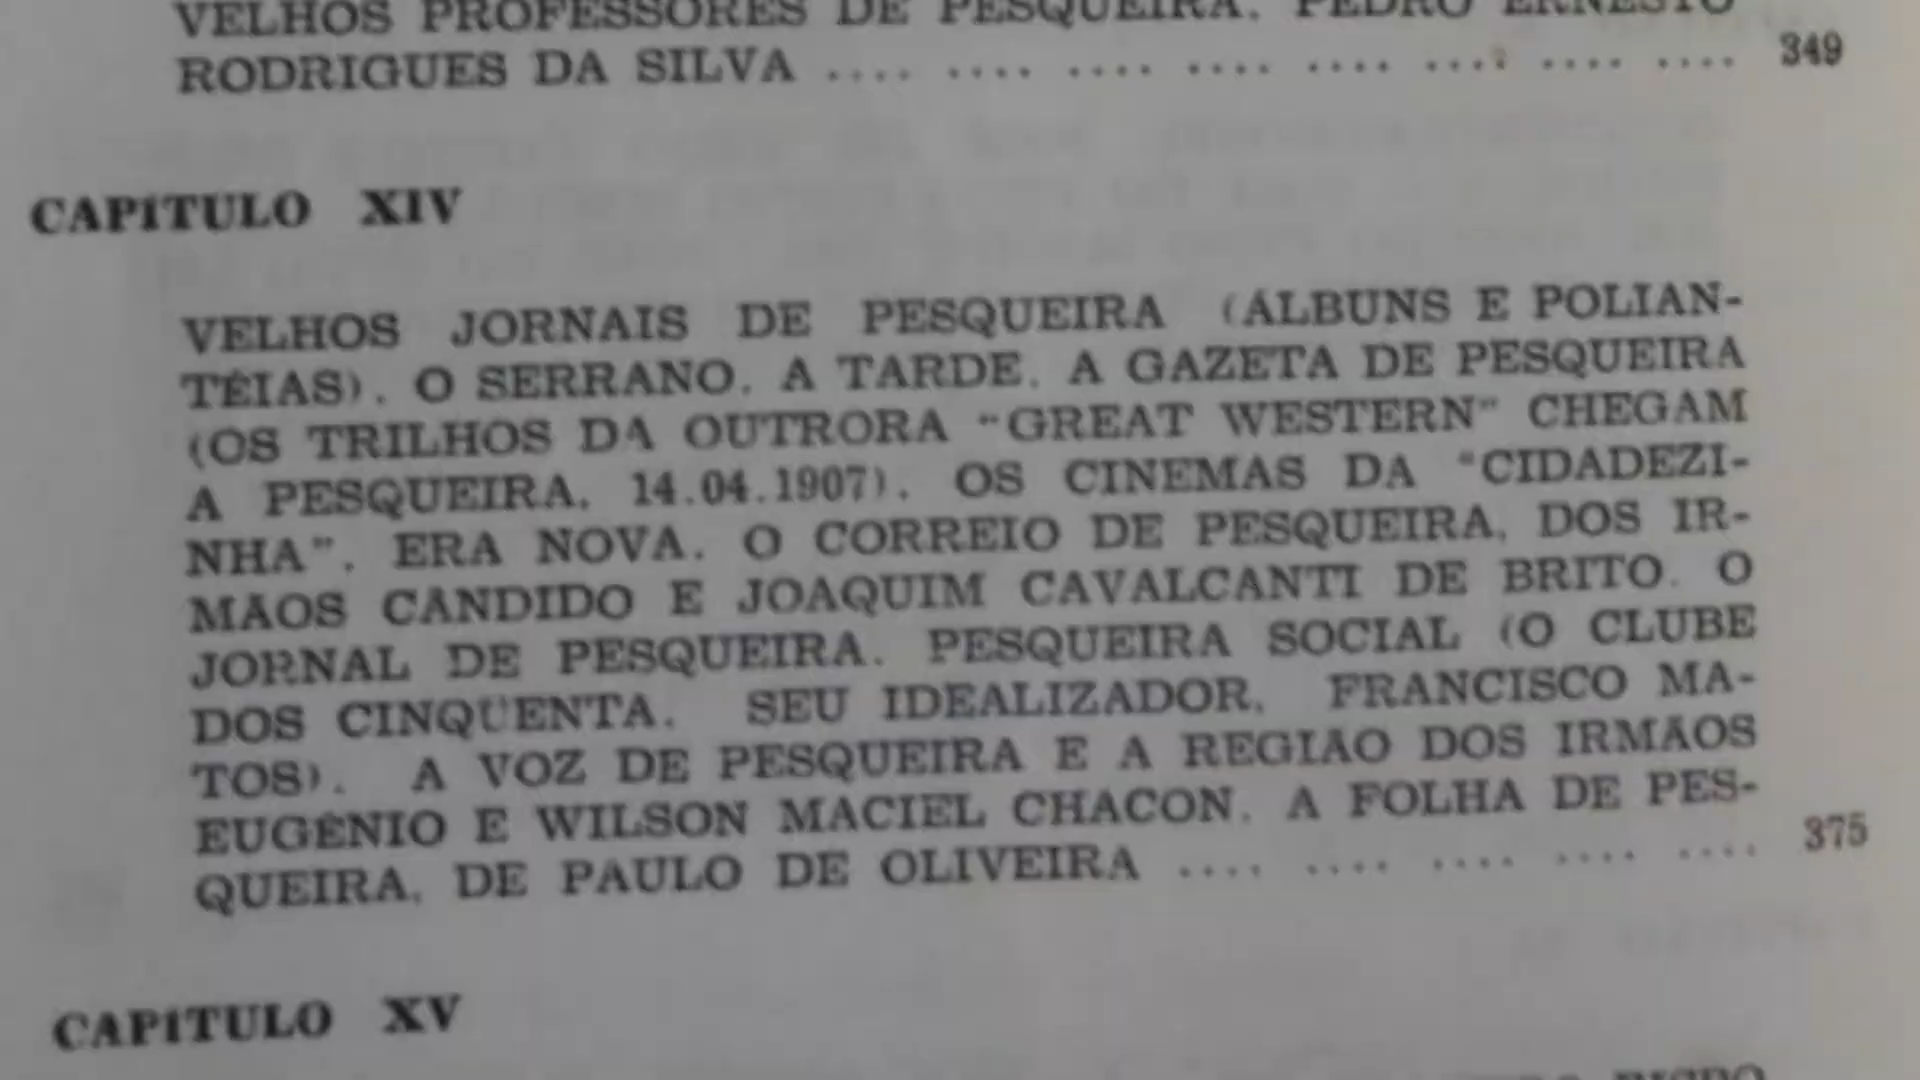 VELHOS PROFESSORES DE PESQUEIRA. PEDRO ERNESTO
RODRIGUES DA SILVA .... .... .... .... .... .... .... .... 349
CAPÍTULO XIV
VELHOS JORNAIS DE PESQUEIRA (ÁLBUNS E POLIAN-
TÉIAS). O SERRANO. A TARDE. A GAZETA DE PESQUEIRA
(OS TRILHOS DA OUTRORA "GREAT WESTERN" CHEGAM
A PESQUEIRA, 14.04.1907). OS CINEMAS DA "CIDADEZI-
NHA". ERA NOVA. O CORREIO DE PESQUEIRA, DOS IR-
MÃOS CANDIDO E JOAQUIM CAVALCANTI DE BRITO. O
JORNAL DE PESQUEIRA. PESQUEIRA SOCIAL (O CLUBE
DOS CINQUENTA. SEU IDEALIZADOR, FRANCISCO MA-
TOS). A VOZ DE PESQUEIRA E A REGIÃO DOS IRMÃOS
EUGÊNIO E WILSON MACIEL CHACON. A FOLHA DE PES-
QUEIRA, DE PAULO DE OLIVEIRA .... .... .... .... .... 375
CAPÍTULO XV